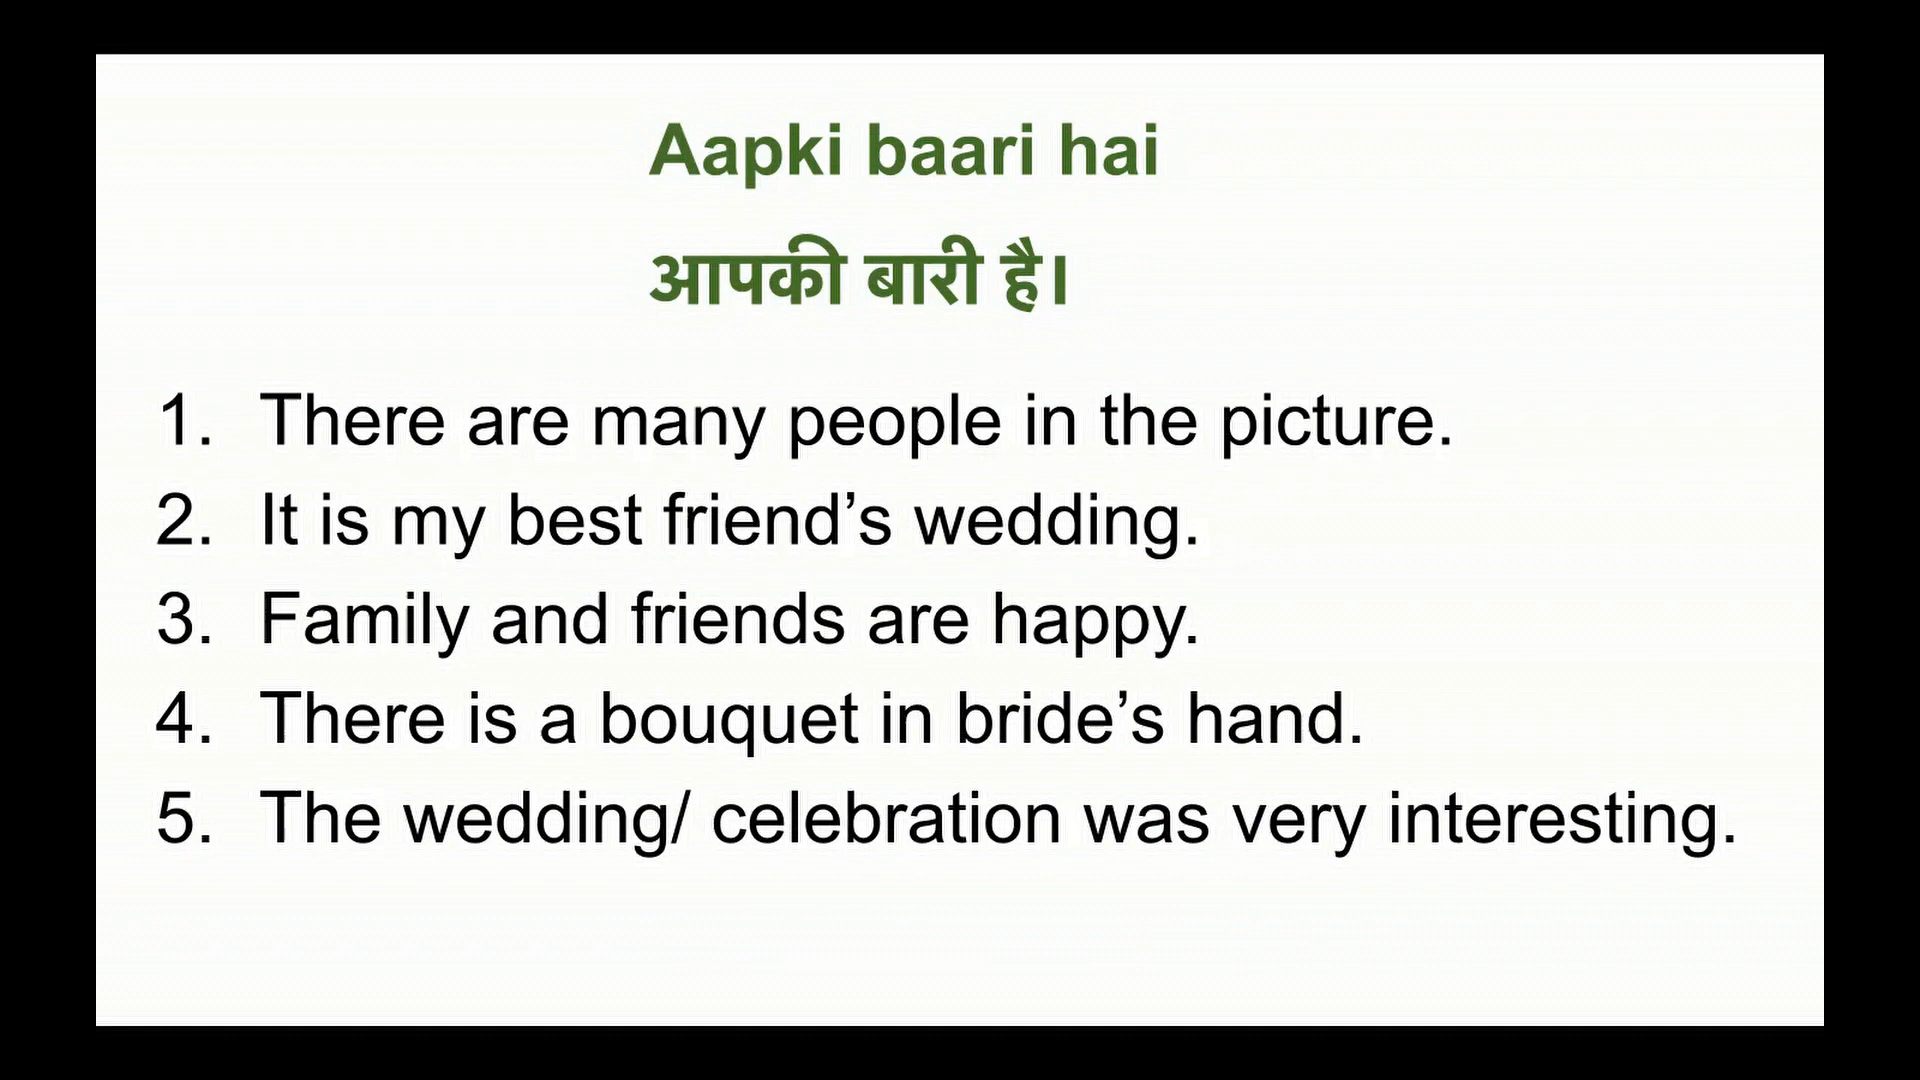 Aapki baari hai
आपकी बारी है।
1. There are many people in the picture.
2. It is my best friend’s wedding.
3. Family and friends are happy.
4. There is a bouquet in bride’s hand.
5. The wedding/ celebration was very interesting.